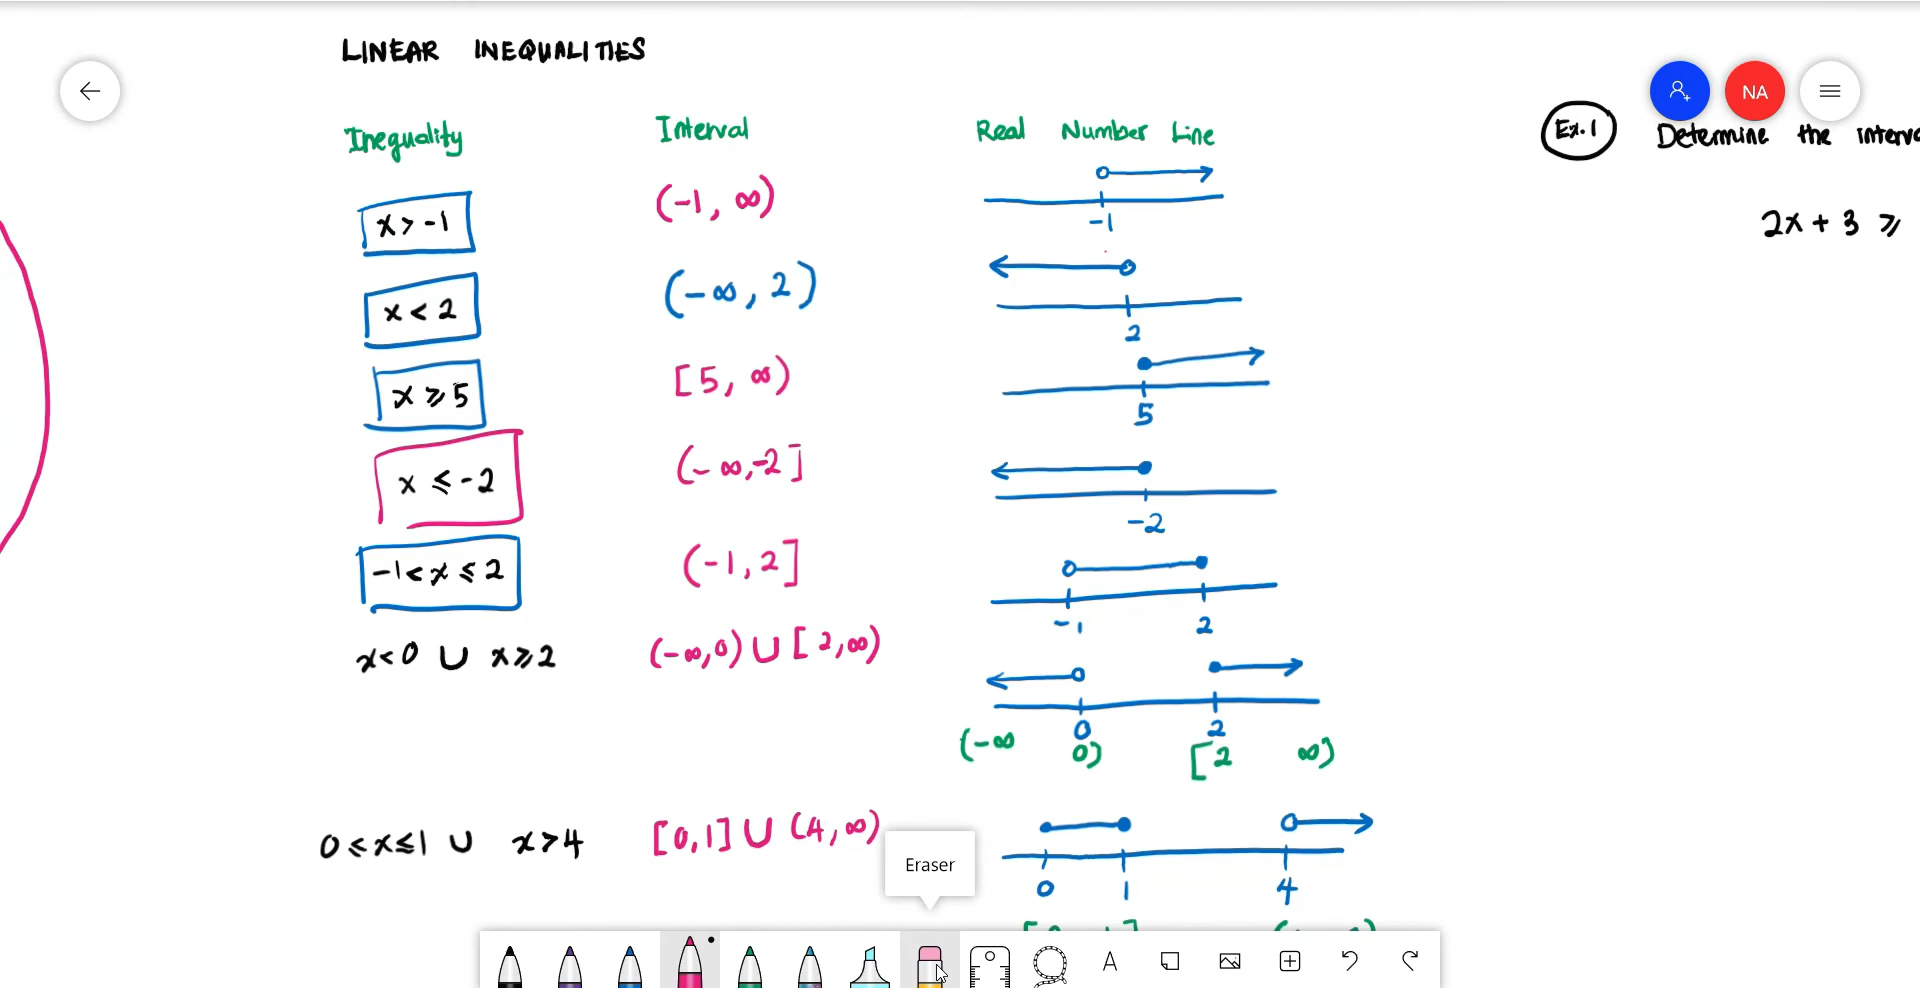 LINEAR INEQUALITIES
NA
Ex.1 Determine the interva
2x + 3 ⩾
Inequality Interval Real Number Line
x > -1 (-1, ∞) -1
x < 2 (-∞, 2) 2
x ⩾ 5 [5, ∞) 5
x ⩽ -2 (-∞,-2] -2
-1 < x ⩽ 2 (-1, 2] -1 2
x < 0 ∪ x ⩾ 2 (-∞,0) ∪ [2,∞) 0 2
(-∞ 0) [2 ∞)
0 ⩽ x ≤ 1 ∪ x > 4 [0,1] ∪ (4,∞) 0 1 4
Eraser
A